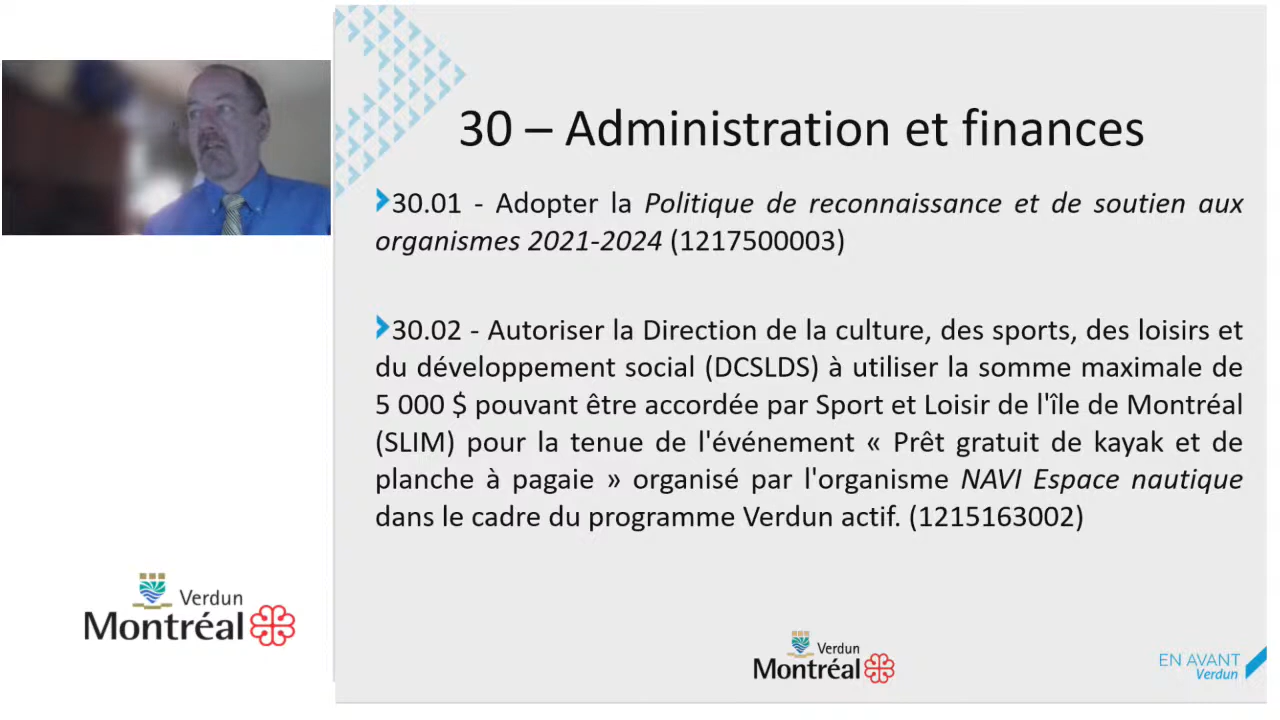 30 – Administration et finances
30.01 - Adopter la Politique de reconnaissance et de soutien aux
organismes 2021-2024 (1217500003)
30.02 - Autoriser la Direction de la culture, des sports, des loisirs et
du développement social (DCSLDS) à utiliser la somme maximale de
5 000 $ pouvant être accordée par Sport et Loisir de l'île de Montréal
(SLIM) pour la tenue de l'événement « Prêt gratuit de kayak et de
planche à pagaie » organisé par l'organisme NAVI Espace nautique
dans le cadre du programme Verdun actif. (1215163002)
Verdun
Montréal
Verdun
Montréal
EN AVANT
Verdun